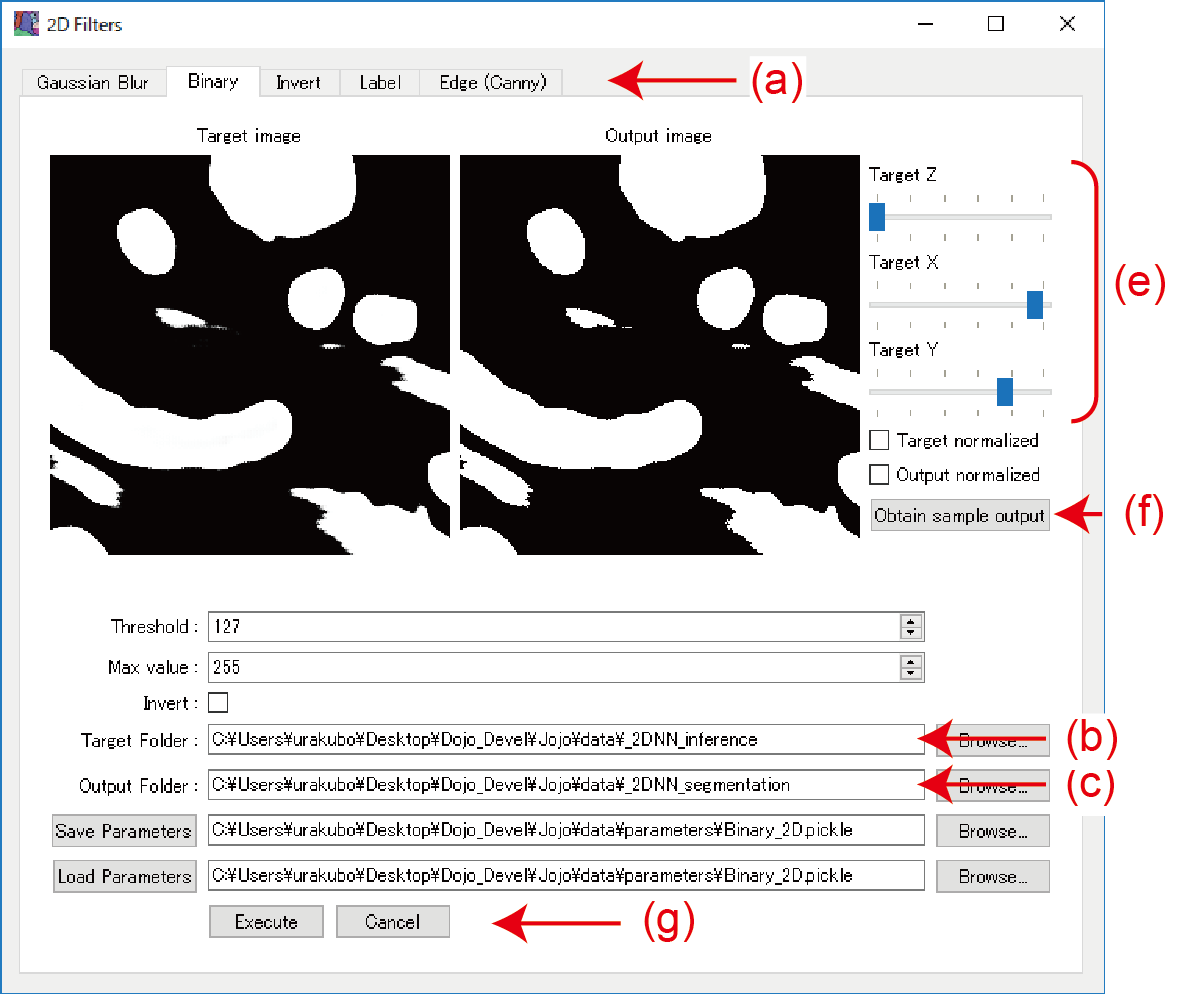 2D Filters
Gaussian Blur Binary Invert Label Edge (Canny) (a)
Target image Output image
Target Z
Target X
(e)
Target Y
Target normalized
Output normalized
Obtain sample output (f)
Threshold : 127
Max value : 255
Invert :
Target Folder : C:¥Users¥urakubo¥Desktop¥Dojo_Devel¥Jojo¥data¥_2DNN_inference Browse... (b)
Output Folder : C:¥Users¥urakubo¥Desktop¥Dojo_Devel¥Jojo¥data¥_2DNN_segmentation Browse... (c)
Save Parameters C:¥Users¥urakubo¥Desktop¥Dojo_Devel¥Jojo¥data¥parameters¥Binary_2D.pickle Browse...
Load Parameters C:¥Users¥urakubo¥Desktop¥Dojo_Devel¥Jojo¥data¥parameters¥Binary_2D.pickle Browse...
Execute Cancel (g)